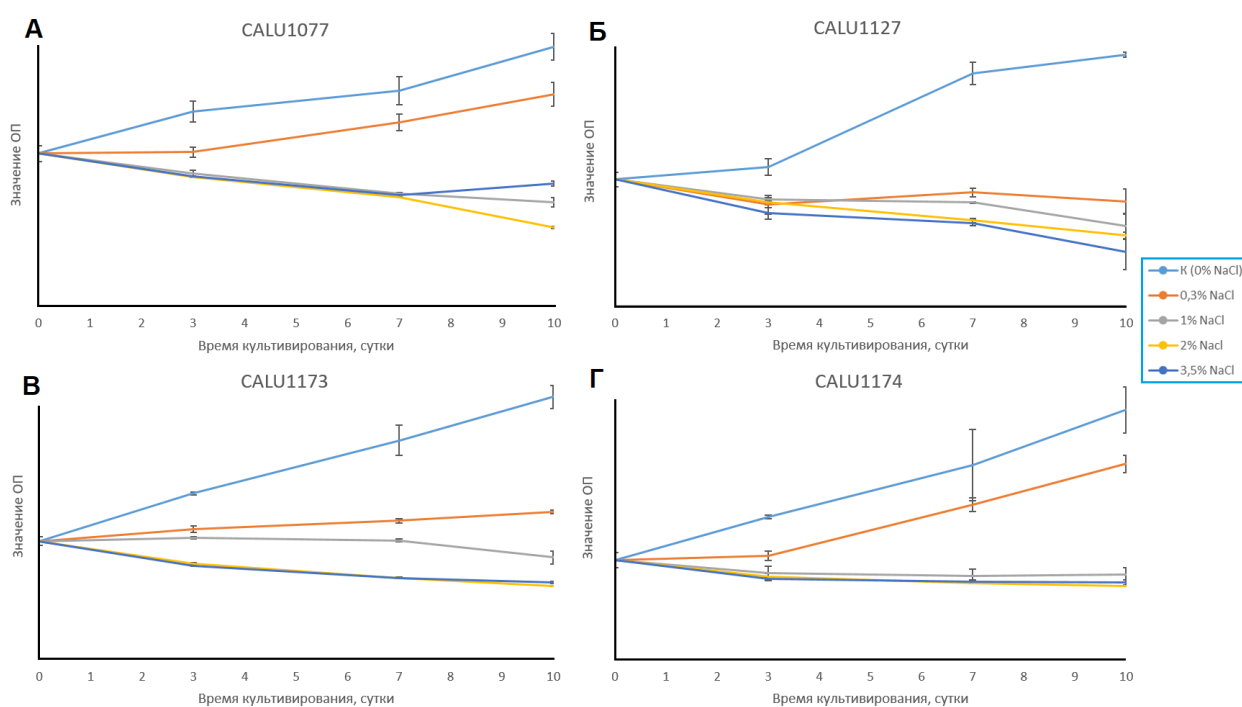 А
CALU1077
Значение ОП
0 1 2 3 4 5 6 7 8 9 10
Время культивирования, сутки
Б
CALU1127
Значение ОП
0 1 2 3 4 5 6 7 8 9 10
Время культивирования, сутки
К (0% NaCl)
0,3% NaCl
1% NaCl
2% Nacl
3,5% NaCl
В
CALU1173
Значение ОП
0 1 2 3 4 5 6 7 8 9 10
Время культивирования, сутки
Г
CALU1174
Значение ОП
0 1 2 3 4 5 6 7 8 9 10
Время культивирования, сутки